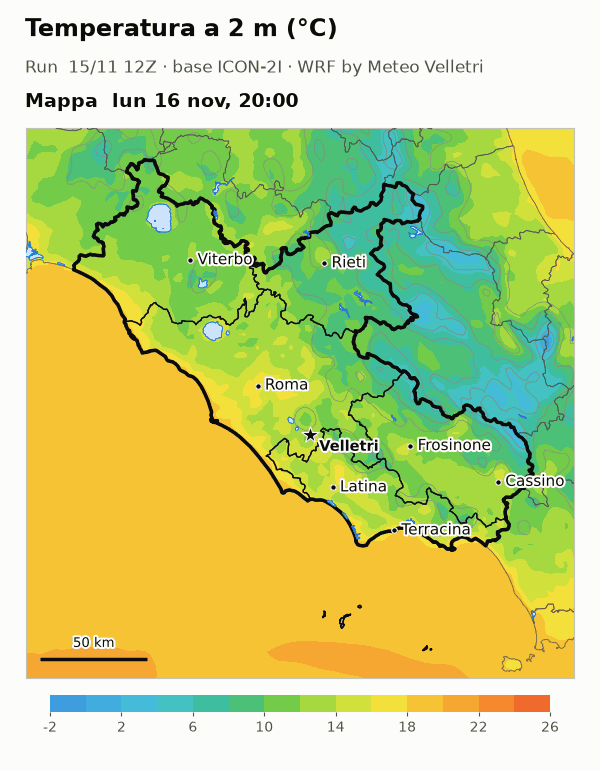 Temperatura a 2 m (°C)
Run  15/11 12Z · base ICON-2I · WRF by Meteo Velletri
Mappa  lun 16 nov, 20:00
Viterbo
Rieti
Roma
Velletri
Frosinone
Cassino
Latina
Terracina
50 km
-2 2 6 10 14 18 22 26